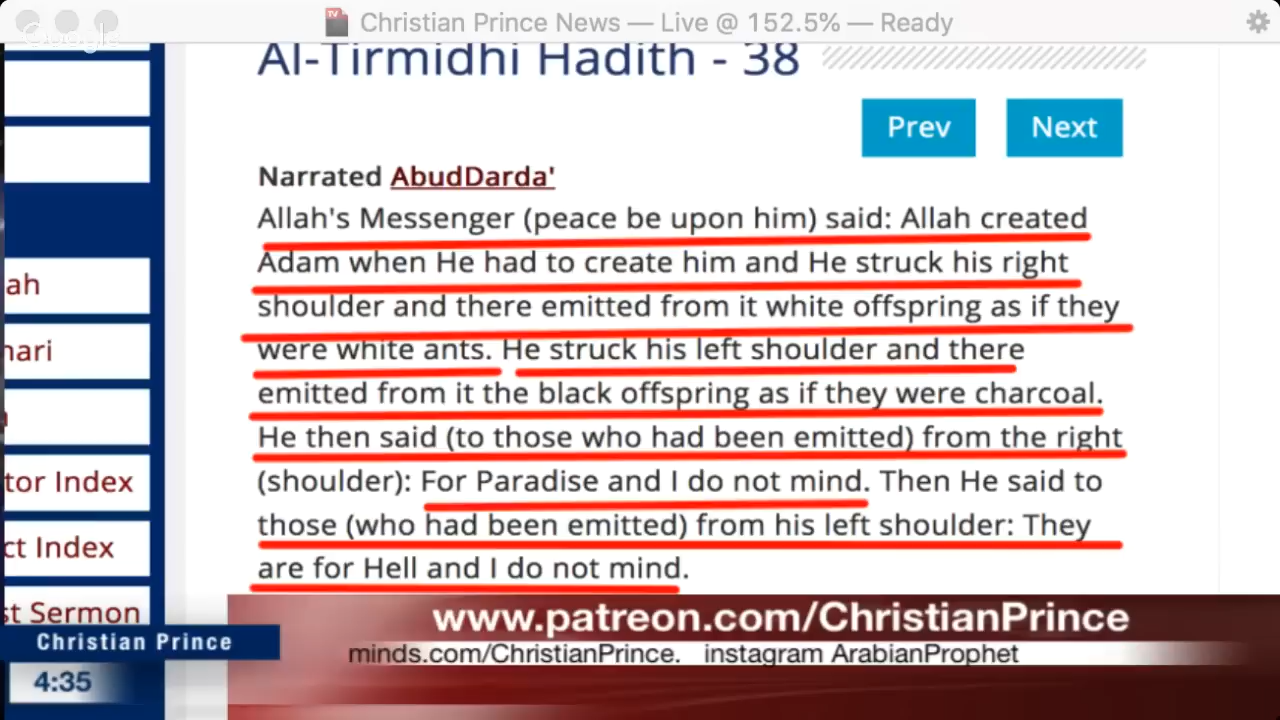 Christian Prince News — Live @ 152.5% — Ready
TV
Google
Al-Tirmidhi Hadith - 38
Prev
Next
Narrated AbudDarda'
Allah's Messenger (peace be upon him) said: Allah created
Adam when He had to create him and He struck his right
shoulder and there emitted from it white offspring as if they
were white ants. He struck his left shoulder and there
emitted from it the black offspring as if they were charcoal.
He then said (to those who had been emitted) from the right
(shoulder): For Paradise and I do not mind. Then He said to
those (who had been emitted) from his left shoulder: They
are for Hell and I do not mind.
ah
hari
tor Index
ct Index
st Sermon
www.patreon.com/ChristianPrince
Christian Prince
minds.com/ChristianPrince. instagram ArabianProphet
4:35